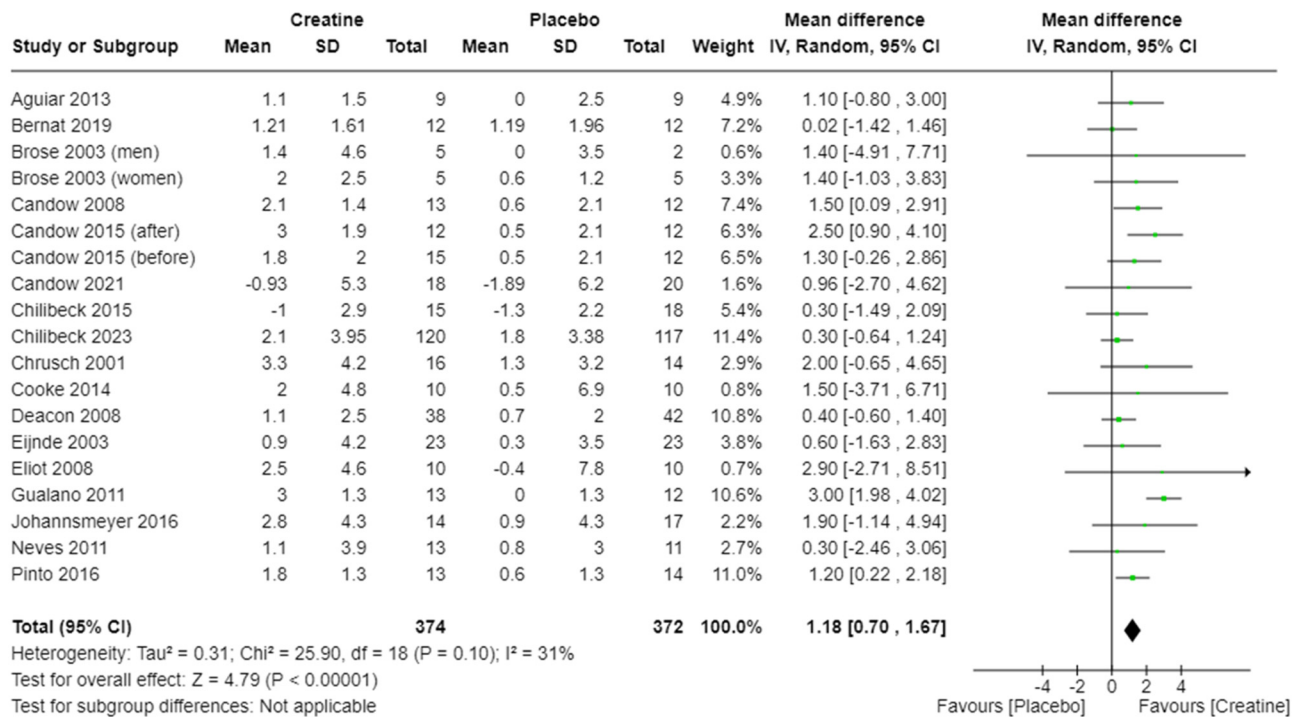 Creatine Placebo Mean difference Mean difference
Study or Subgroup Mean SD Total Mean SD Total Weight IV, Random, 95% CI IV, Random, 95% CI
Aguiar 2013 1.1 1.5 9 0 2.5 9 4.9% 1.10 [-0.80 , 3.00]
Bernat 2019 1.21 1.61 12 1.19 1.96 12 7.2% 0.02 [-1.42 , 1.46]
Brose 2003 (men) 1.4 4.6 5 0 3.5 2 0.6% 1.40 [-4.91 , 7.71]
Brose 2003 (women) 2 2.5 5 0.6 1.2 5 3.3% 1.40 [-1.03 , 3.83]
Candow 2008 2.1 1.4 13 0.6 2.1 12 7.4% 1.50 [0.09 , 2.91]
Candow 2015 (after) 3 1.9 12 0.5 2.1 12 6.3% 2.50 [0.90 , 4.10]
Candow 2015 (before) 1.8 2 15 0.5 2.1 12 6.5% 1.30 [-0.26 , 2.86]
Candow 2021 -0.93 5.3 18 -1.89 6.2 20 1.6% 0.96 [-2.70 , 4.62]
Chilibeck 2015 -1 2.9 15 -1.3 2.2 18 5.4% 0.30 [-1.49 , 2.09]
Chilibeck 2023 2.1 3.95 120 1.8 3.38 117 11.4% 0.30 [-0.64 , 1.24]
Chrusch 2001 3.3 4.2 16 1.3 3.2 14 2.9% 2.00 [-0.65 , 4.65]
Cooke 2014 2 4.8 10 0.5 6.9 10 0.8% 1.50 [-3.71 , 6.71]
Deacon 2008 1.1 2.5 38 0.7 2 42 10.8% 0.40 [-0.60 , 1.40]
Eijnde 2003 0.9 4.2 23 0.3 3.5 23 3.8% 0.60 [-1.63 , 2.83]
Eliot 2008 2.5 4.6 10 -0.4 7.8 10 0.7% 2.90 [-2.71 , 8.51]
Gualano 2011 3 1.3 13 0 1.3 12 10.6% 3.00 [1.98 , 4.02]
Johannsmeyer 2016 2.8 4.3 14 0.9 4.3 17 2.2% 1.90 [-1.14 , 4.94]
Neves 2011 1.1 3.9 13 0.8 3 11 2.7% 0.30 [-2.46 , 3.06]
Pinto 2016 1.8 1.3 13 0.6 1.3 14 11.0% 1.20 [0.22 , 2.18]
Total (95% CI) 374 372 100.0% 1.18 [0.70 , 1.67]
Heterogeneity: Tau² = 0.31; Chi² = 25.90, df = 18 (P = 0.10); I² = 31%
Test for overall effect: Z = 4.79 (P < 0.00001)
Test for subgroup differences: Not applicable
-4 -2 0 2 4
Favours [Placebo] Favours [Creatine]